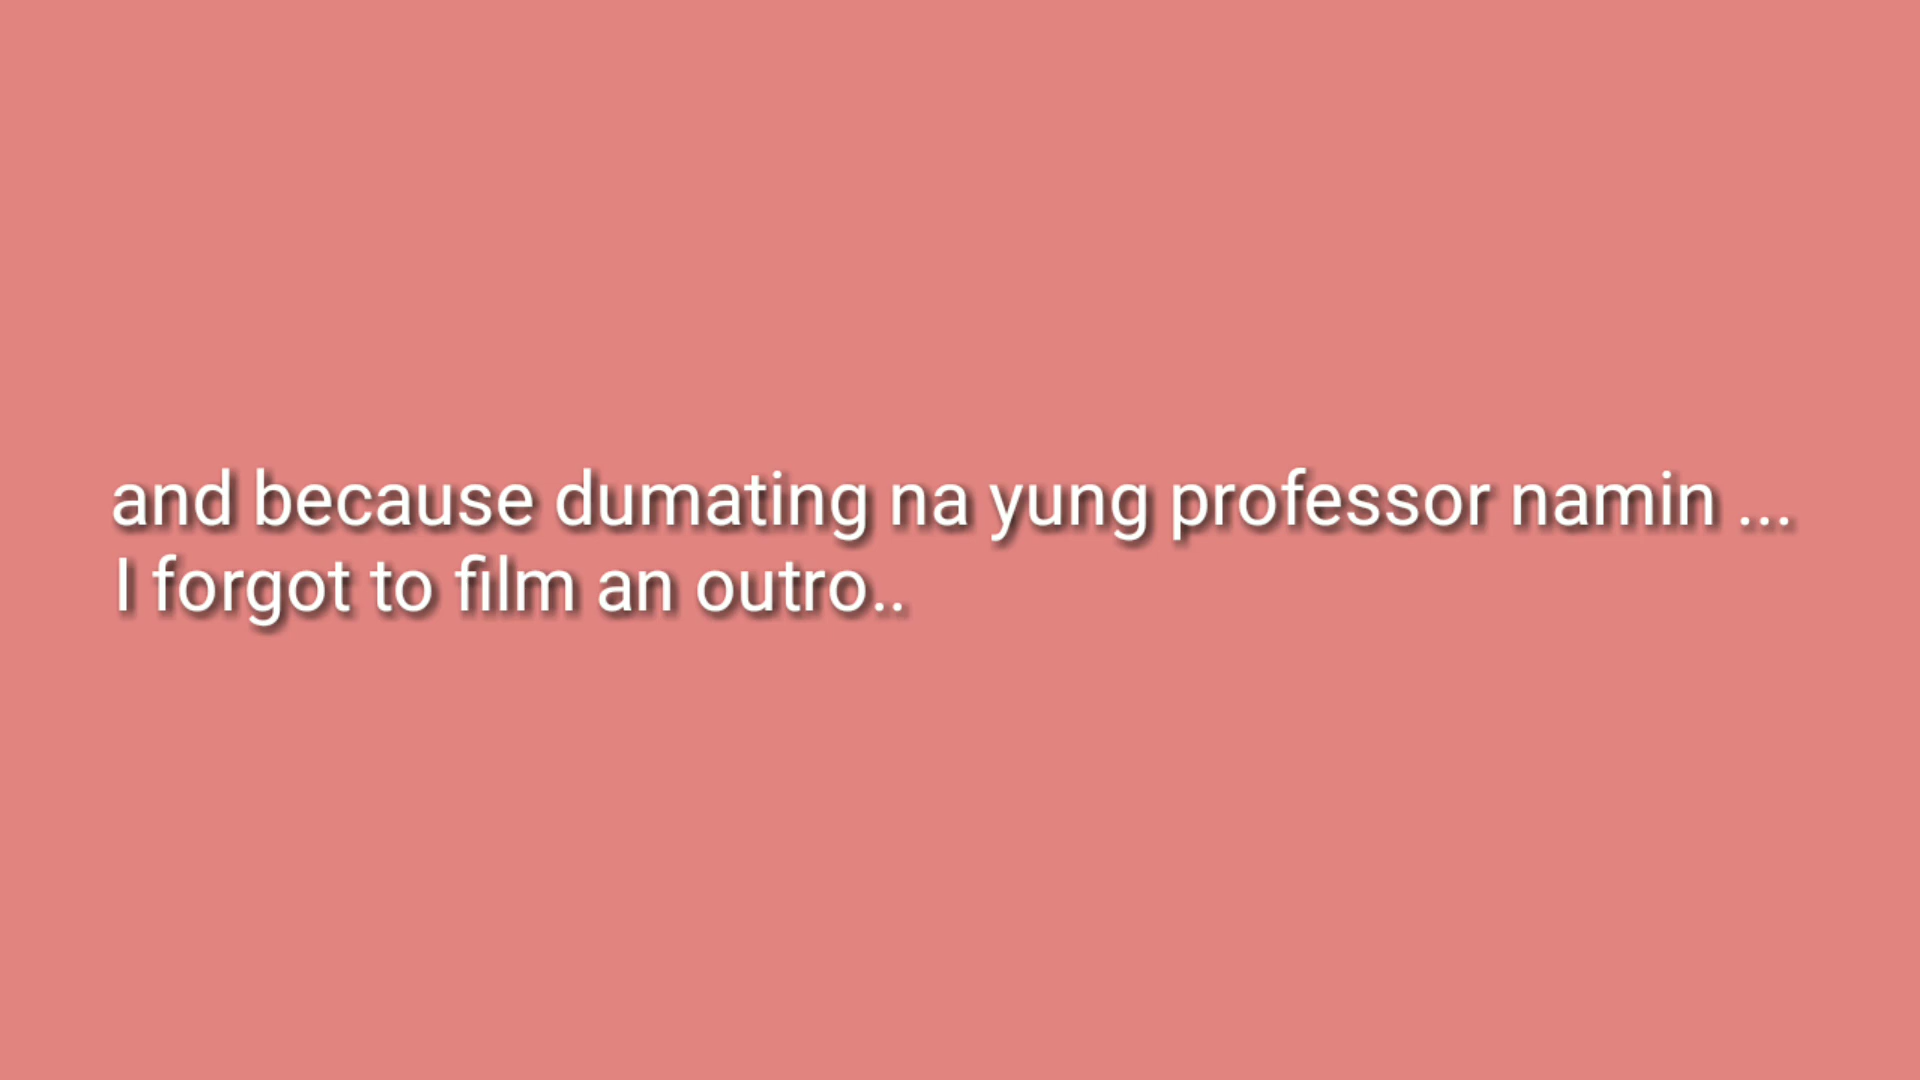 and because dumating na yung professor namin ...
I forgot to film an outro..